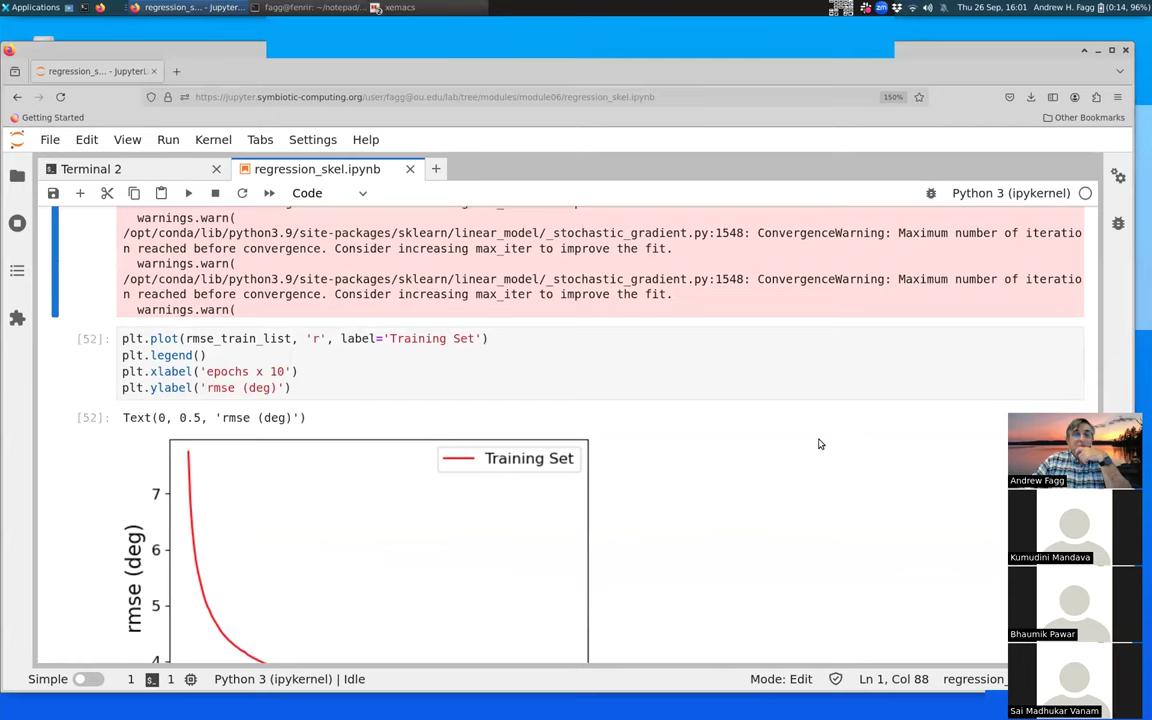 Applications
regression_s... - Jupyter...
fagg@fenrir: ~/notepad/...
xemacs
Thu 26 Sep, 16:01
Andrew H. Fagg
(0:14, 96%)
regression_s... - JupyterL
https://jupyter.symbiotic-computing.org/user/fagg@ou.edu/lab/tree/modules/module06/regression_skel.ipynb
150%
Getting Started
Other Bookmarks
File Edit View Run Kernel Tabs Settings Help
Terminal 2
regression_skel.ipynb
Code
Python 3 (ipykernel)
warnings.warn(
/opt/conda/lib/python3.9/site-packages/sklearn/linear_model/_stochastic_gradient.py:1548: ConvergenceWarning: Maximum number of iteratio
n reached before convergence. Consider increasing max_iter to improve the fit.
warnings.warn(
/opt/conda/lib/python3.9/site-packages/sklearn/linear_model/_stochastic_gradient.py:1548: ConvergenceWarning: Maximum number of iteratio
n reached before convergence. Consider increasing max_iter to improve the fit.
warnings.warn(
[52]: plt.plot(rmse_train_list, 'r', label='Training Set')
plt.legend()
plt.xlabel('epochs x 10')
plt.ylabel('rmse (deg)')
[52]: Text(0, 0.5, 'rmse (deg)')
Training Set
7
6
5
4
rmse (deg)
Andrew Fagg
Kumudini Mandava
Bhaumik Pawar
Sai Madhukar Vanam
Simple
1
1
Python 3 (ipykernel) | Idle
Mode: Edit
Ln 1, Col 88
regression_